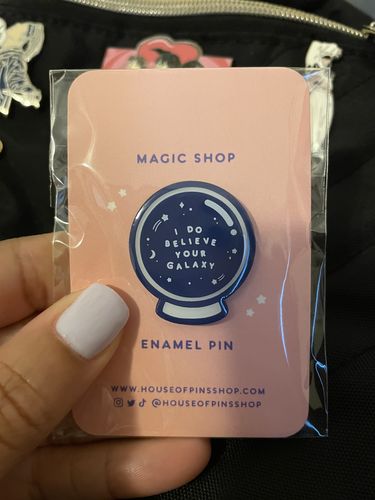 MAGIC SHOP
I DO
BELIEVE
YOUR
GALAXY
ENAMEL PIN
WWW.HOUSEOFPINSSHOP.COM
@HOUSEOFPINSSHOP